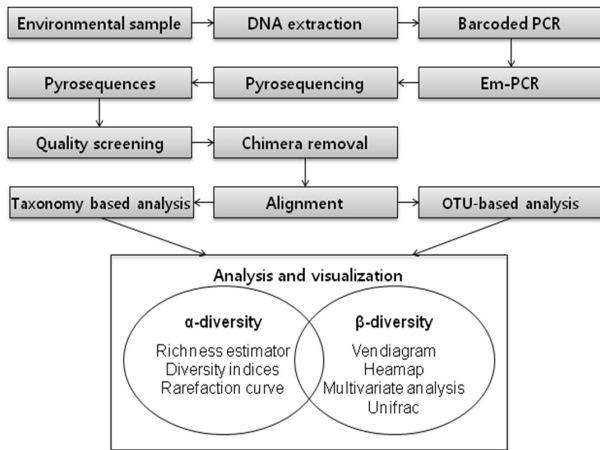 Environmental sample
DNA extraction
Barcoded PCR
Pyrosequences
Pyrosequencing
Em-PCR
Quality screening
Chimera removal
Taxonomy based analysis
Alignment
OTU-based analysis
Analysis and visualization
α-diversity
Richness estimator
Diversity indices
Rarefaction curve
β-diversity
Vendiagram
Heamap
Multivariate analysis
Unifrac